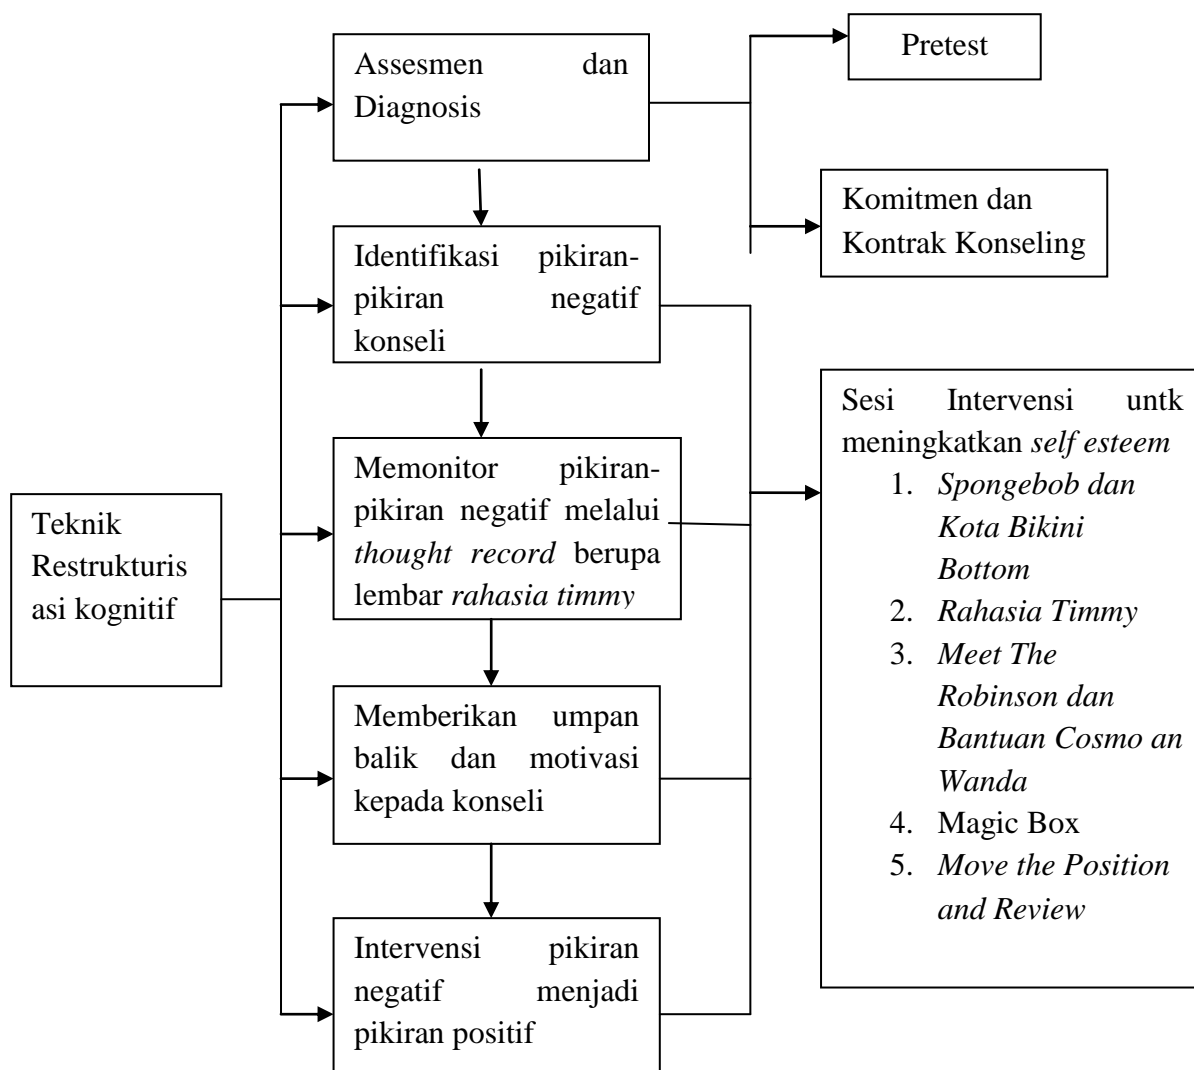 Teknik
Restrukturis
asi kognitif
Assesmen dan
Diagnosis
Identifikasi pikiran-
pikiran negatif
konseli
Memonitor pikiran-
pikiran negatif melalui
thought record berupa
lembar rahasia timmy
Memberikan umpan
balik dan motivasi
kepada konseli
Intervensi pikiran
negatif menjadi
pikiran positif
Pretest
Komitmen dan
Kontrak Konseling
Sesi Intervensi untk
meningkatkan self esteem
1. Spongebob dan
Kota Bikini
Bottom
2. Rahasia Timmy
3. Meet The
Robinson dan
Bantuan Cosmo an
Wanda
4. Magic Box
5. Move the Position
and Review